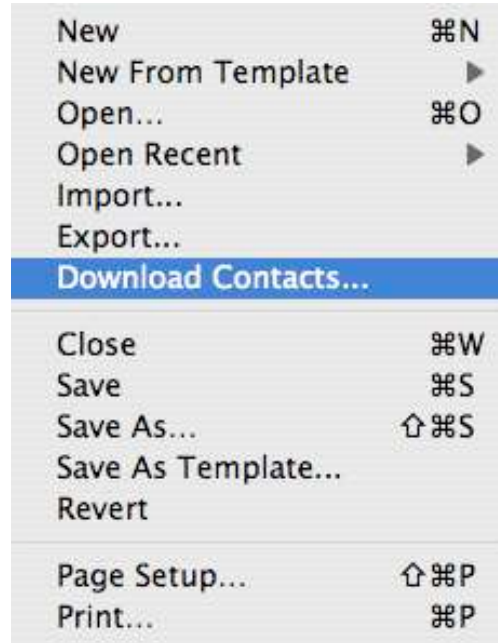 New ⌘N
New From Template ▶
Open... ⌘O
Open Recent ▶
Import...
Export...
Download Contacts...
Close ⌘W
Save ⌘S
Save As... ⇧⌘S
Save As Template...
Revert
Page Setup... ⇧⌘P
Print... ⌘P